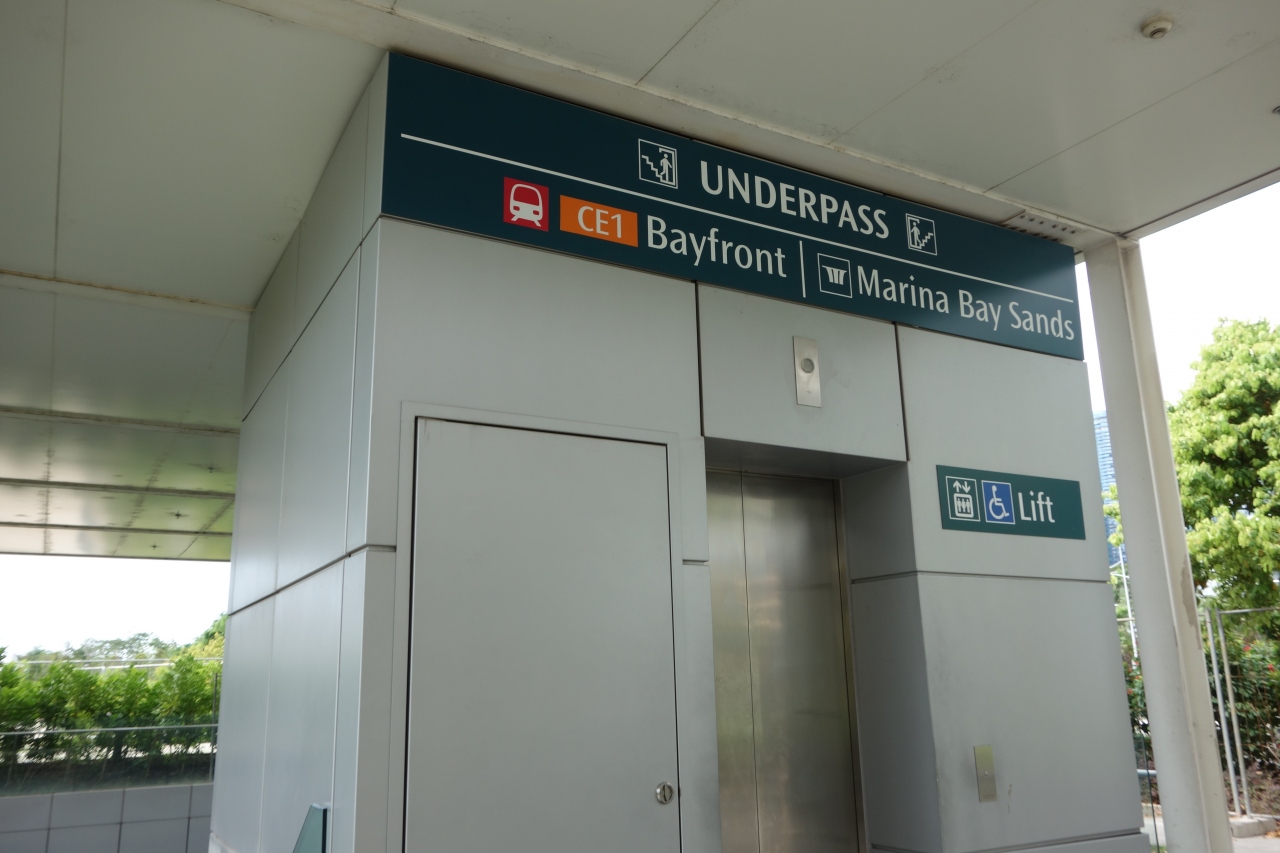 UNDERPASS
CE1 Bayfront Marina Bay Sands
Lift